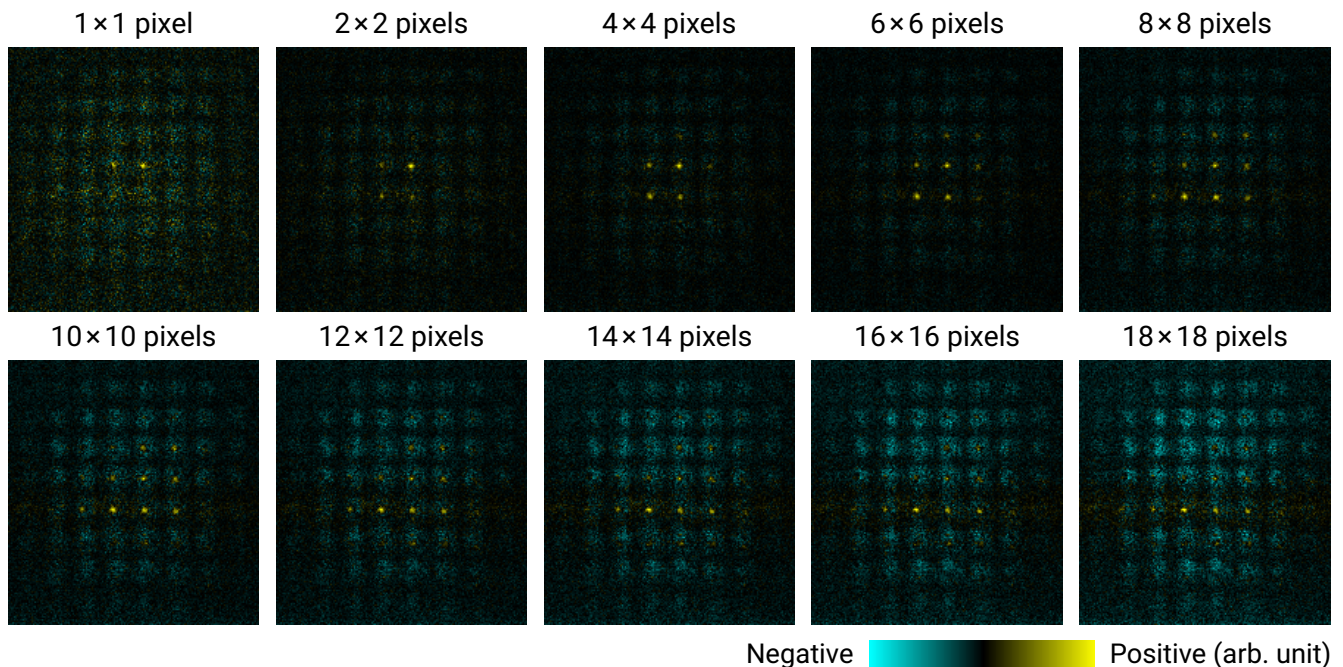 1×1 pixel 2×2 pixels 4×4 pixels 6×6 pixels 8×8 pixels
10×10 pixels 12×12 pixels 14×14 pixels 16×16 pixels 18×18 pixels
Negative Positive (arb. unit)